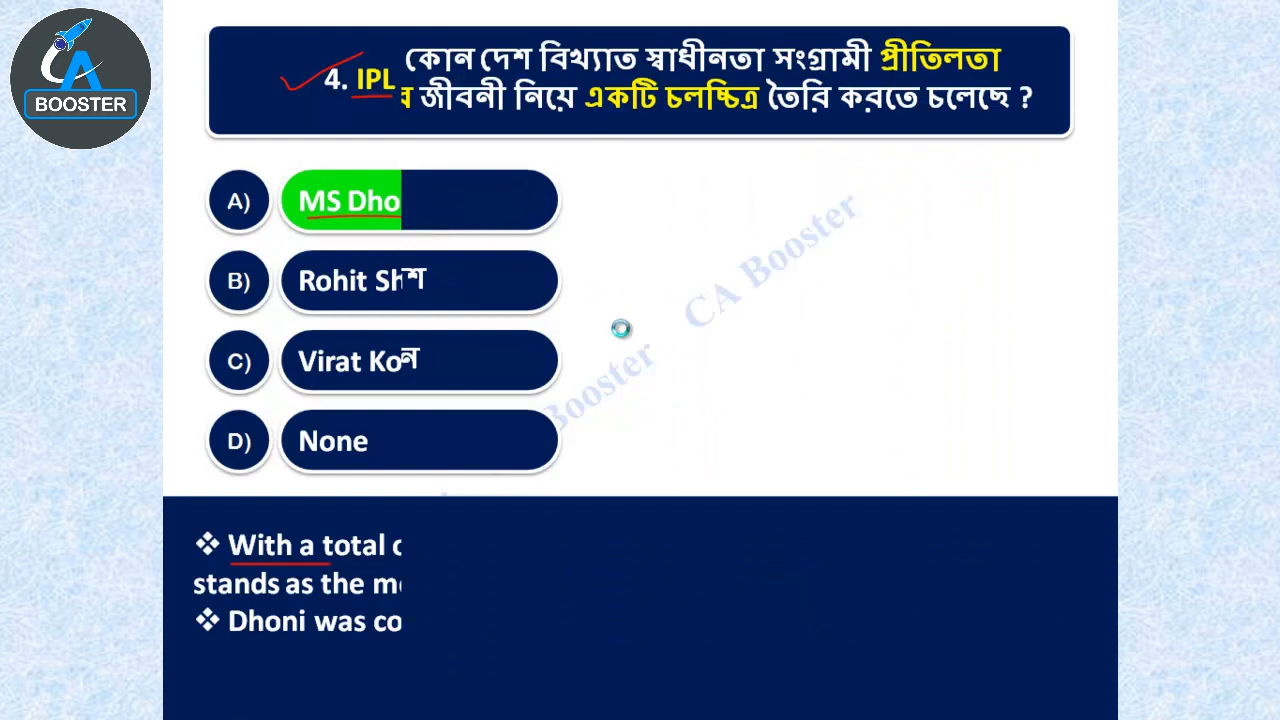 BOOSTER
4. IPL কোন দেশ বিখ্যাত স্বাধীনতা সংগ্রামী প্রীতিলতা
র জীবনী নিয়ে একটি চলচ্চিত্র তৈরি করতে চলেছে ?
A) MS Dho
B) Rohit Sh শ
C) Virat Ko ন
D) None
CA Booster
Booster
❖ With a total
stands as the
❖ Dhoni was co